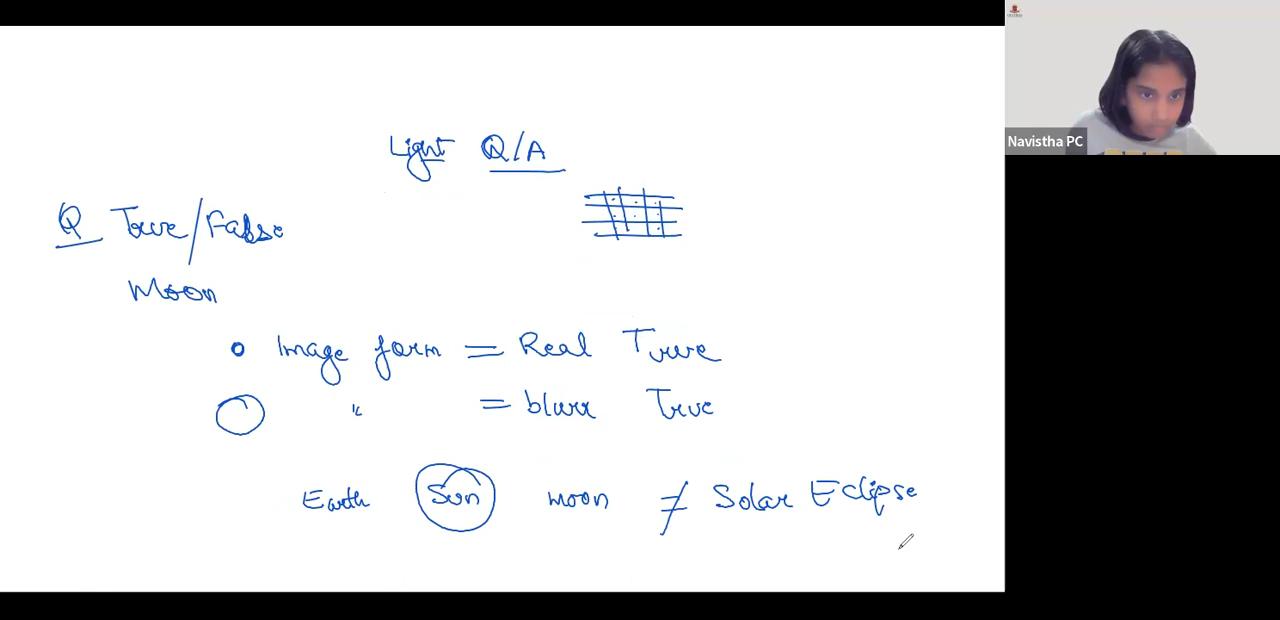 Light Q/A
Q True/False
Moon
Image form = Real True
" = blurr True
Earth Sun moon ≠ Solar Eclipse
Navistha PC